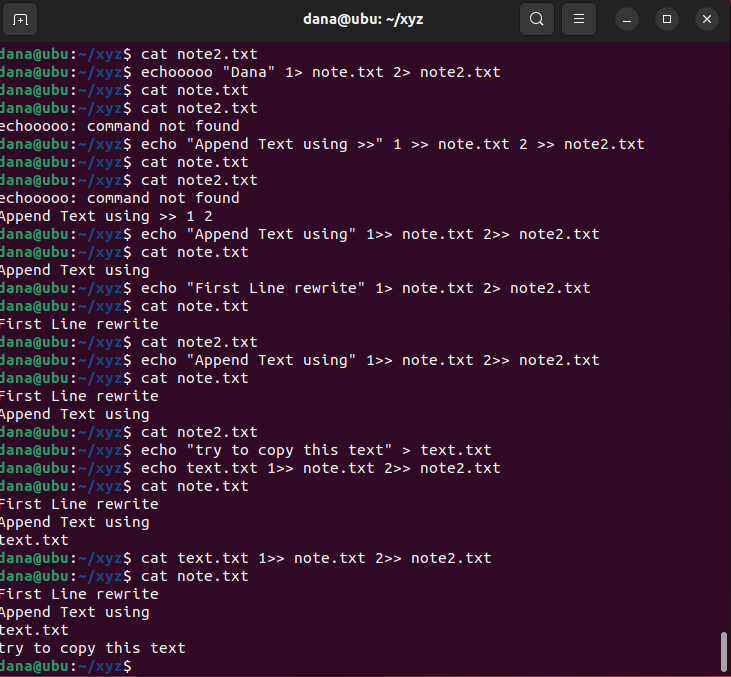 dana@ubu: ~/xyz
dana@ubu:~/xyz$ cat note2.txt
dana@ubu:~/xyz$ echooooo "Dana" 1> note.txt 2> note2.txt
dana@ubu:~/xyz$ cat note.txt
dana@ubu:~/xyz$ cat note2.txt
echooooo: command not found
dana@ubu:~/xyz$ echo "Append Text using >>" 1 >> note.txt 2 >> note2.txt
dana@ubu:~/xyz$ cat note.txt
dana@ubu:~/xyz$ cat note2.txt
echooooo: command not found
Append Text using >> 1 2
dana@ubu:~/xyz$ echo "Append Text using" 1>> note.txt 2>> note2.txt
dana@ubu:~/xyz$ cat note.txt
Append Text using
dana@ubu:~/xyz$ echo "First Line rewrite" 1> note.txt 2> note2.txt
dana@ubu:~/xyz$ cat note.txt
First Line rewrite
dana@ubu:~/xyz$ cat note2.txt
dana@ubu:~/xyz$ echo "Append Text using" 1>> note.txt 2>> note2.txt
dana@ubu:~/xyz$ cat note.txt
First Line rewrite
Append Text using
dana@ubu:~/xyz$ cat note2.txt
dana@ubu:~/xyz$ echo "try to copy this text" > text.txt
dana@ubu:~/xyz$ echo text.txt 1>> note.txt 2>> note2.txt
dana@ubu:~/xyz$ cat note.txt
First Line rewrite
Append Text using
text.txt
dana@ubu:~/xyz$ cat text.txt 1>> note.txt 2>> note2.txt
dana@ubu:~/xyz$ cat note.txt
First Line rewrite
Append Text using
text.txt
try to copy this text
dana@ubu:~/xyz$